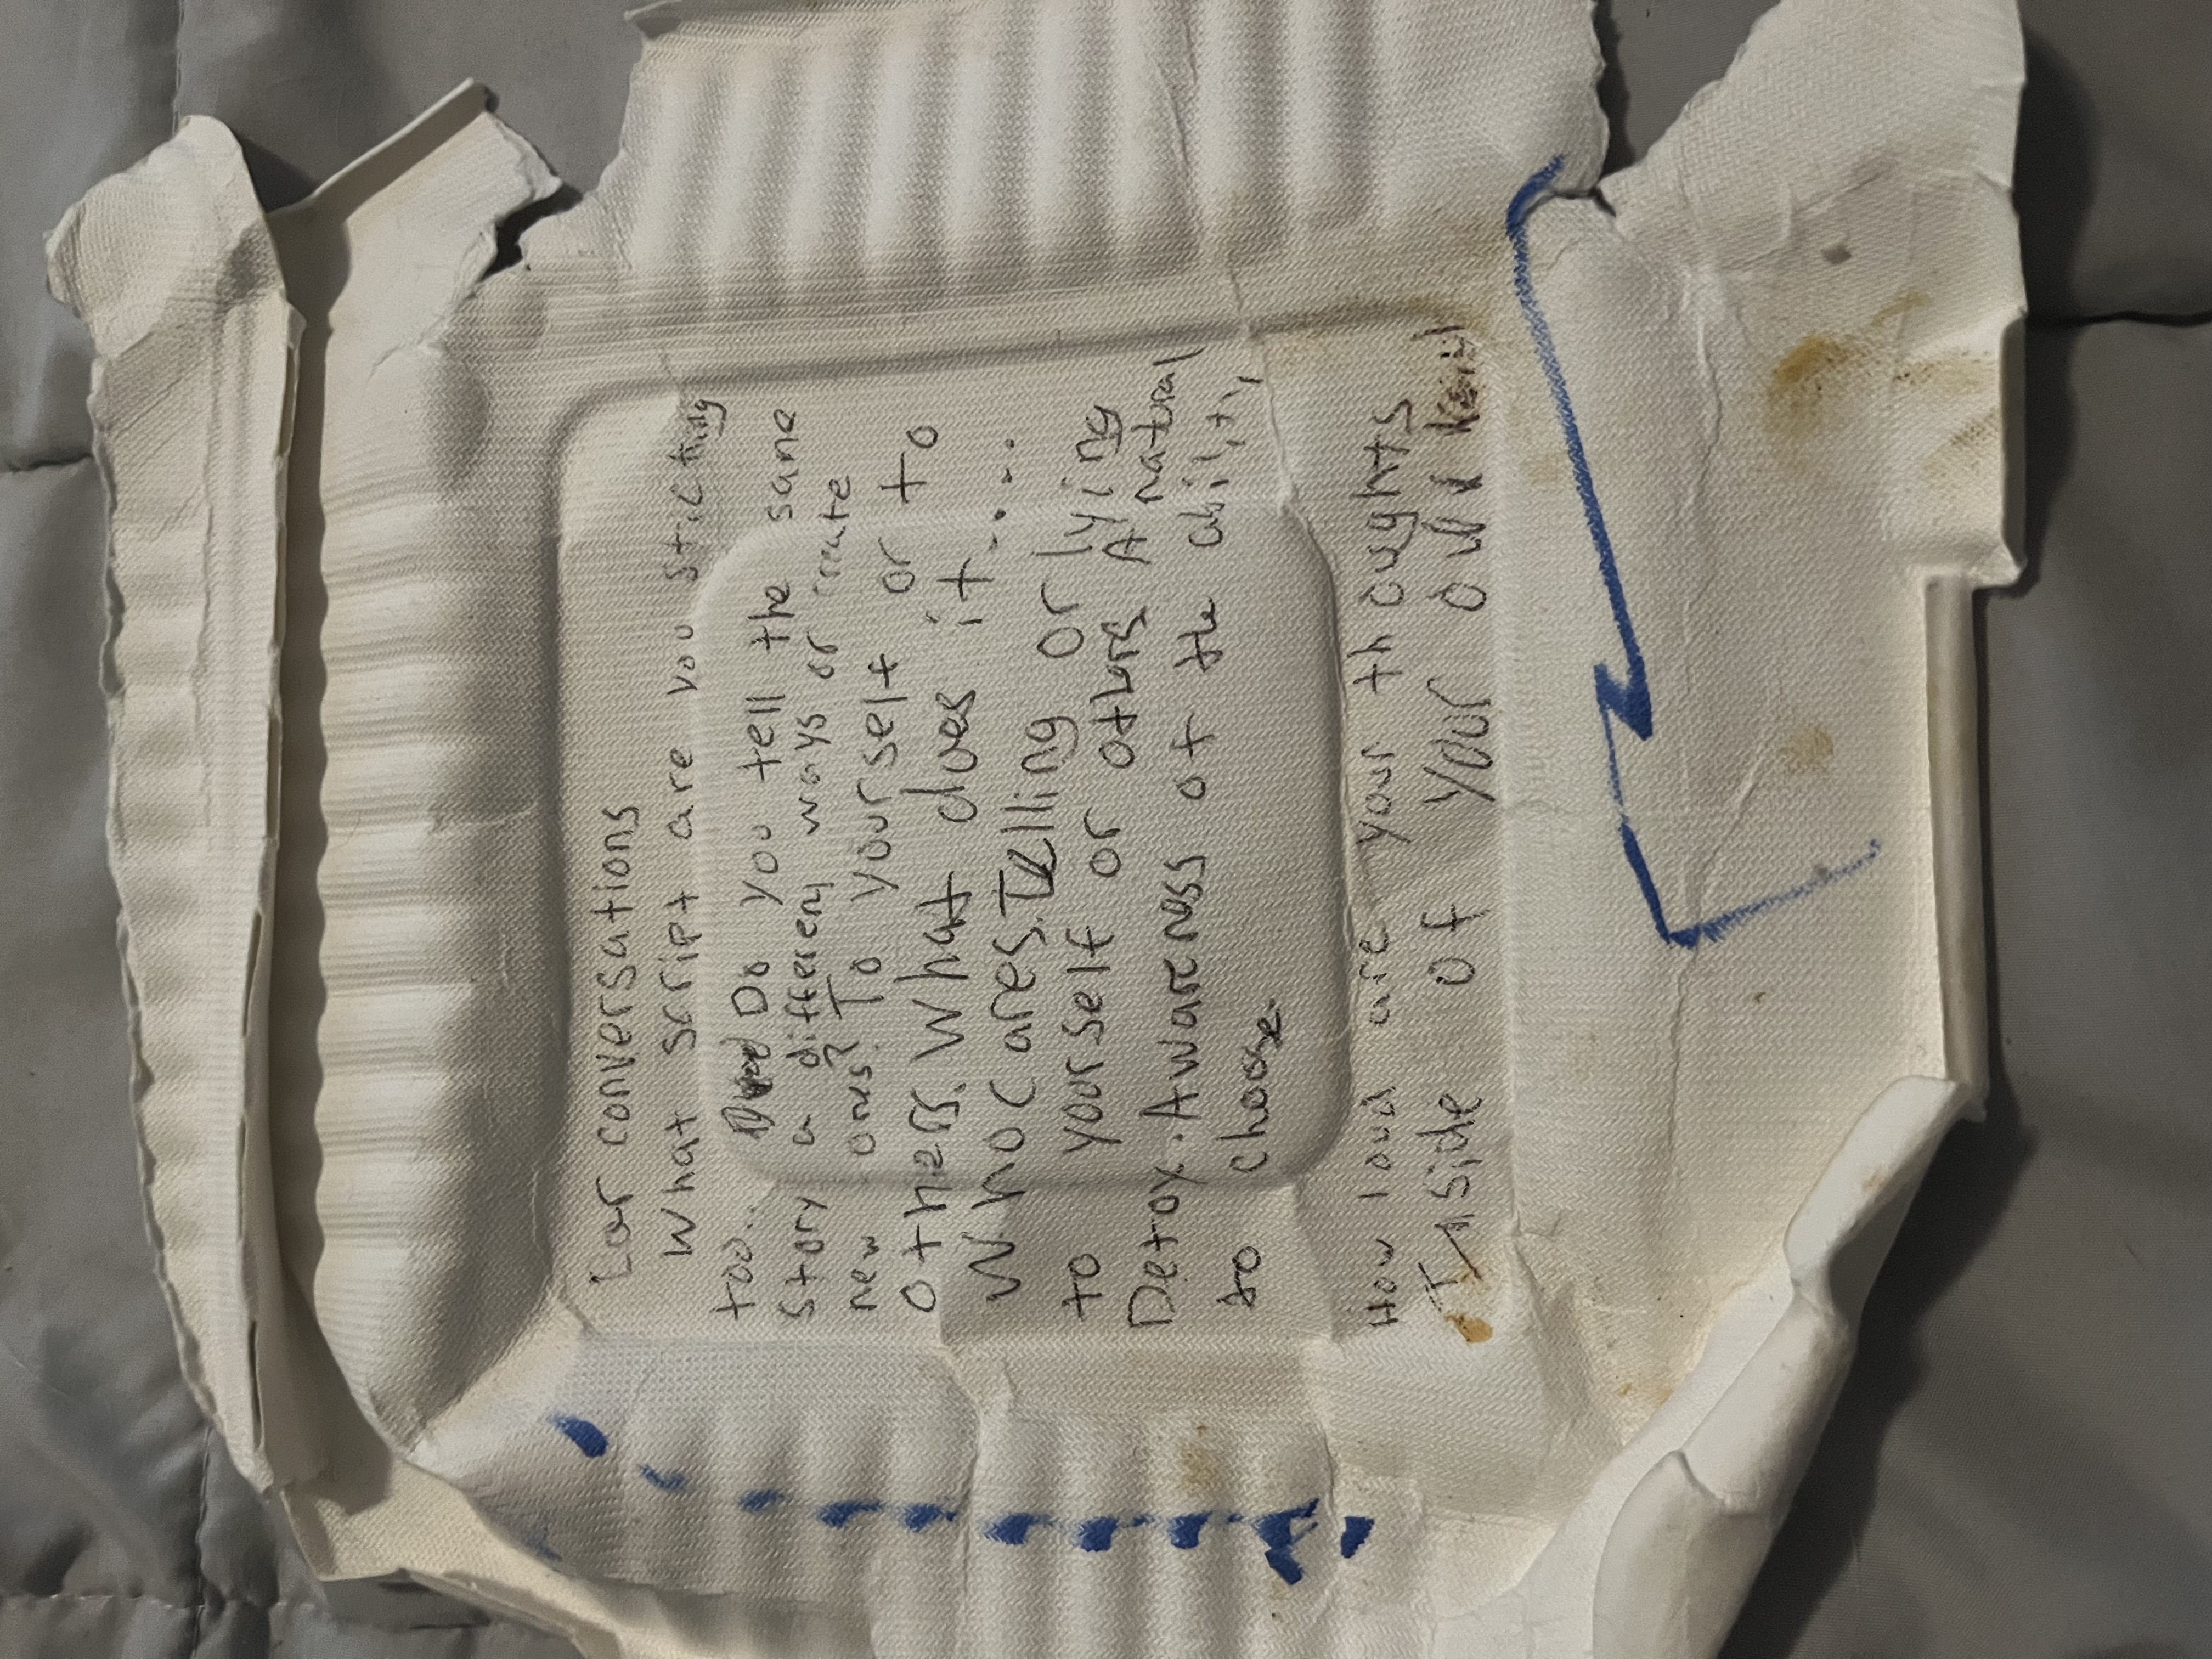 Car conversations
What script are you sticking
too.. Do you tell the same
Story a different ways or create
new ones? To yourself or to
others. What does it....
Who cares. Telling or lying
to yourself or others A natural
Detox. Awareness of the ability
to choose.
How loud are your thoughts
Inside of your own